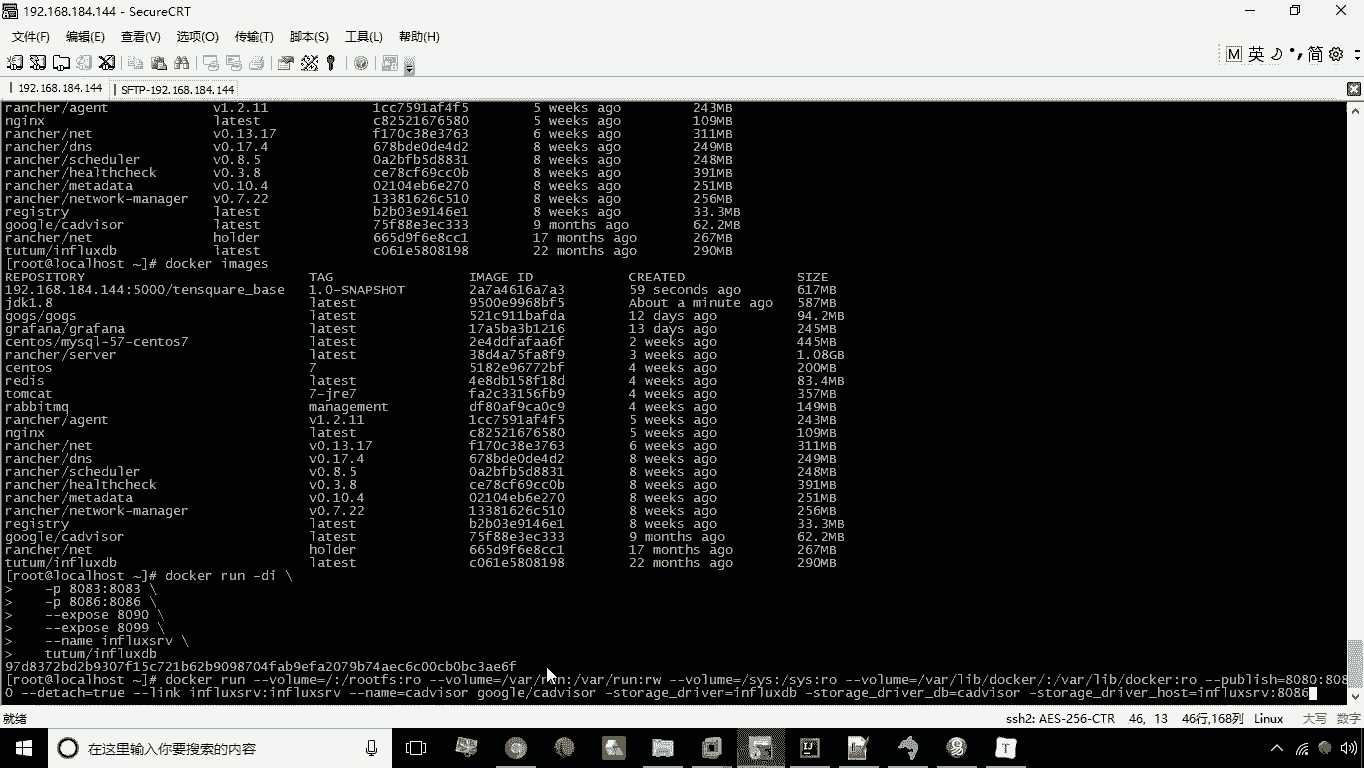 192.168.184.144 - SecureCRT
文件(F) 编辑(E) 查看(V) 选项(O) 传输(T) 脚本(S) 工具(L) 帮助(H)
M 英 简
192.168.184.144 SFTP-192.168.184.144
rancher/agent v1.2.11 1cc7591af4f5 5 weeks ago 243MB
nginx latest c82521676580 5 weeks ago 109MB
rancher/net v0.13.17 f170c38e3763 6 weeks ago 311MB
rancher/dns v0.17.4 678bde0de4d2 8 weeks ago 249MB
rancher/scheduler v0.8.5 0a2bfb5d8831 8 weeks ago 248MB
rancher/healthcheck v0.3.8 ce78cf69cc0b 8 weeks ago 391MB
rancher/metadata v0.10.4 02104eb6e270 8 weeks ago 251MB
rancher/network-manager v0.7.22 13381626c510 8 weeks ago 256MB
registry latest b2b03e9146e1 8 weeks ago 33.3MB
google/cadvisor latest 75f88e3ec333 9 months ago 62.2MB
rancher/net holder 665d9f6e8cc1 17 months ago 267MB
tutum/influxdb latest c061e5808198 22 months ago 290MB
[root@localhost ~]# docker images
REPOSITORY TAG IMAGE ID CREATED SIZE
192.168.184.144:5000/tensquare_base 1.0-SNAPSHOT 2a7a4616a7a3 59 seconds ago 617MB
jdk1.8 latest 9500e9968bf5 About a minute ago 587MB
gogs/gogs latest 521c911bafda 12 days ago 94.2MB
grafana/grafana latest 17a5ba3b1216 13 days ago 245MB
centos/mysql-57-centos7 latest 2e4ddfafaa6f 2 weeks ago 445MB
rancher/server latest 38d4a75fa8f9 3 weeks ago 1.08GB
centos 7 5182e96772bf 4 weeks ago 200MB
redis latest 4e8db158f18d 4 weeks ago 83.4MB
tomcat 7-jre7 fa2c33156fb9 4 weeks ago 357MB
rabbitmq management df80af9ca0c9 4 weeks ago 149MB
rancher/agent v1.2.11 1cc7591af4f5 5 weeks ago 243MB
nginx latest c82521676580 5 weeks ago 109MB
rancher/net v0.13.17 f170c38e3763 6 weeks ago 311MB
rancher/dns v0.17.4 678bde0de4d2 8 weeks ago 249MB
rancher/scheduler v0.8.5 0a2bfb5d8831 8 weeks ago 248MB
rancher/healthcheck v0.3.8 ce78cf69cc0b 8 weeks ago 391MB
rancher/metadata v0.10.4 02104eb6e270 8 weeks ago 251MB
rancher/network-manager v0.7.22 13381626c510 8 weeks ago 256MB
registry latest b2b03e9146e1 8 weeks ago 33.3MB
google/cadvisor latest 75f88e3ec333 9 months ago 62.2MB
rancher/net holder 665d9f6e8cc1 17 months ago 267MB
tutum/influxdb latest c061e5808198 22 months ago 290MB
[root@localhost ~]# docker run -di \
> -p 8083:8083 \
> -p 8086:8086 \
> --expose 8090 \
> --expose 8099 \
> --name influxsrv \
> tutum/influxdb
97d8372bd2b9307f15c721b62b9098704fab9efa2079b74aec6c00cb0bc3ae6f
[root@localhost ~]# docker run --volume=/:/rootfs:ro --volume=/var/run:/var/run:rw --volume=/sys:/sys:ro --volume=/var/lib/docker/:/var/lib/docker:ro --publish=8080:808
0 --detach=true --link influxsrv:influxsrv --name=cadvisor google/cadvisor -storage_driver=influxdb -storage_driver_db=cadvisor -storage_driver_host=influxsrv:8086
就绪 ssh2: AES-256-CTR 46, 13 46行,168列 Linux 大写 数字
在这里输入你要搜索的内容